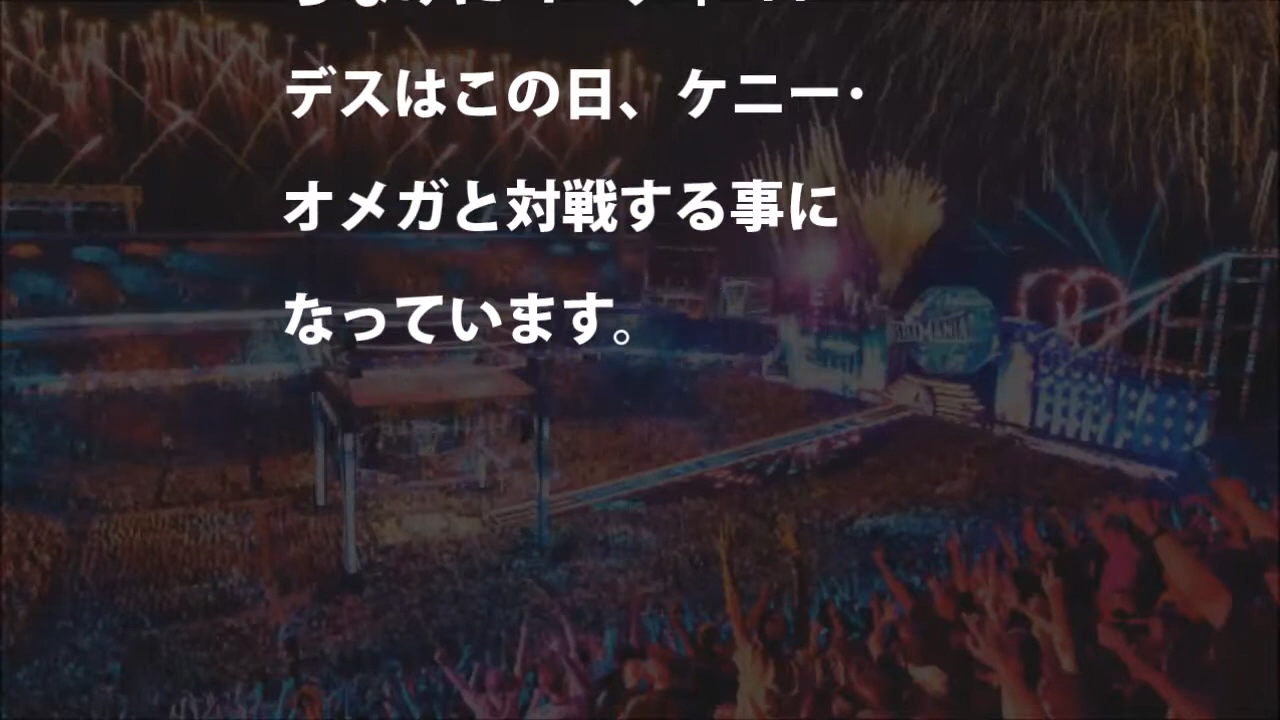 デスはこの日、ケニー・
オメガと対戦する事に
なっています。